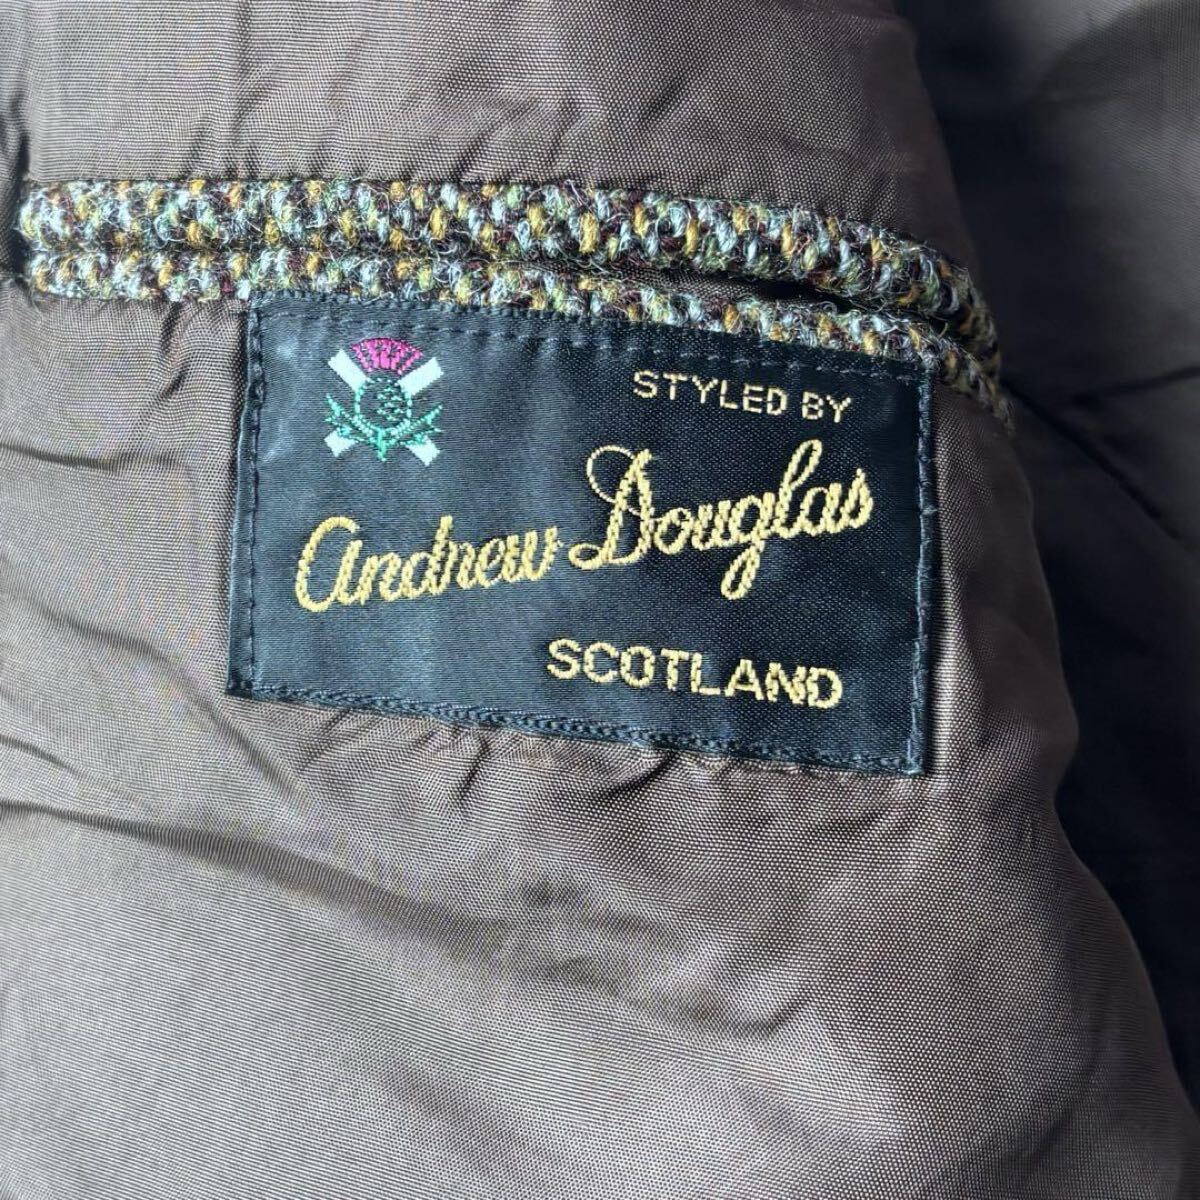 STYLED BY
Andrew Douglas
SCOTLAND